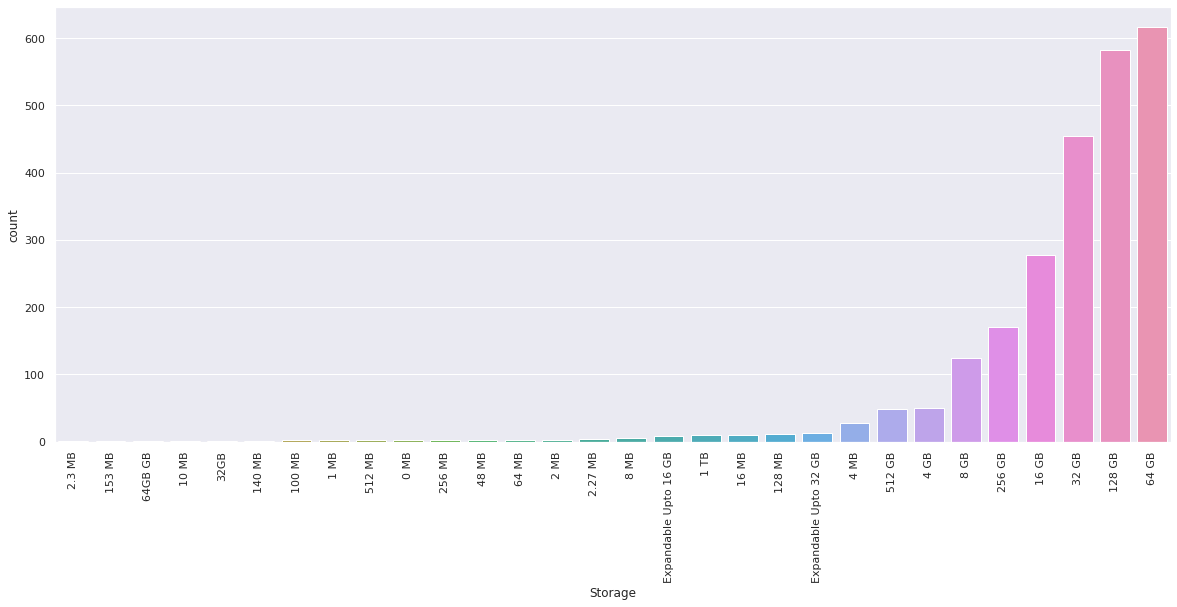 600
500
400
300
200
100
0
count
2.3 MB
153 MB
64GB GB
10 MB
32GB
140 MB
100 MB
1 MB
512 MB
0 MB
256 MB
48 MB
64 MB
2 MB
2.27 MB
8 MB
Expandable Upto 16 GB
1 TB
16 MB
128 MB
Expandable Upto 32 GB
4 MB
512 GB
4 GB
8 GB
256 GB
16 GB
32 GB
128 GB
64 GB
Storage